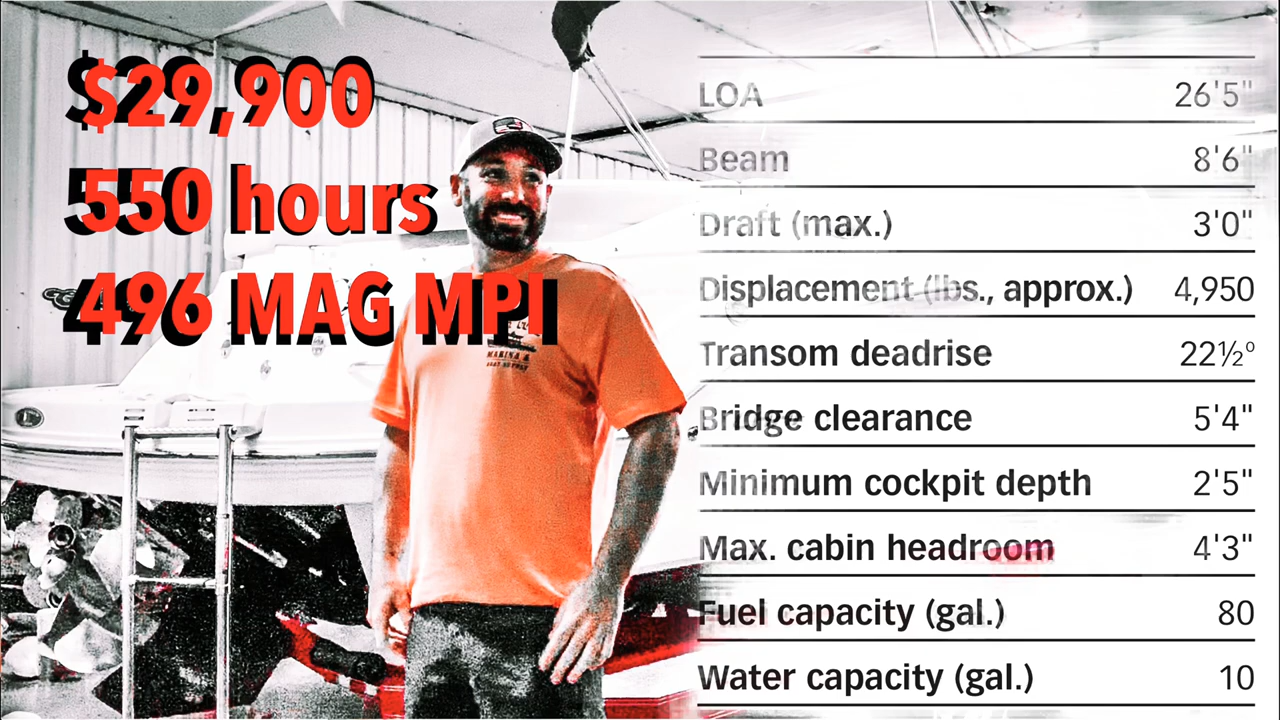 $29,900
550 hours
496 MAG MPI
MARINA &
LOA 26'5"
Beam 8'6"
Draft (max.) 3'0"
Displacement (lbs., approx.) 4,950
Transom deadrise 22½º
Bridge clearance 5'4"
Minimum cockpit depth 2'5"
Max. cabin headroom 4'3"
Fuel capacity (gal.) 80
Water capacity (gal.) 10